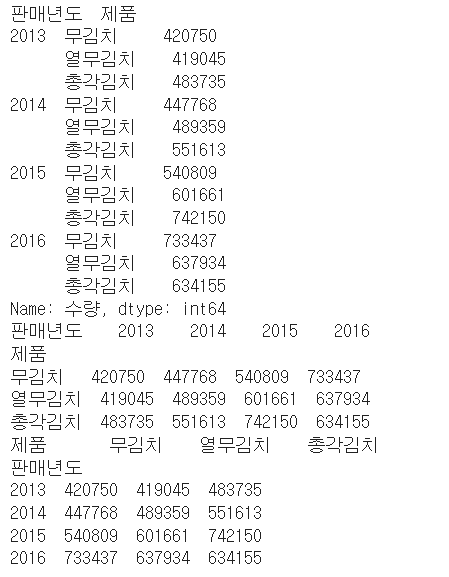 판매년도  제품
2013  무김치     420750
      열무김치    419045
      총각김치    483735
2014  무김치     447768
      열무김치    489359
      총각김치    551613
2015  무김치     540809
      열무김치    601661
      총각김치    742150
2016  무김치     733437
      열무김치    637934
      총각김치    634155
Name: 수량, dtype: int64
판매년도    2013    2014    2015    2016
제품
무김치   420750  447768  540809  733437
열무김치  419045  489359  601661  637934
총각김치  483735  551613  742150  634155
제품       무김치    열무김치    총각김치
판매년도
2013  420750  419045  483735
2014  447768  489359  551613
2015  540809  601661  742150
2016  733437  637934  634155